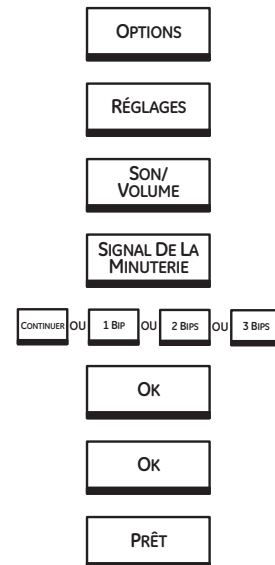 OPTIONS
RÉGLAGES
SON/
VOLUME
SIGNAL DE LA
MINUTERIE
CONTINUER OU 1 BIP OU 2 BIPS OU 3 BIPS
OK
OK
PRÊT